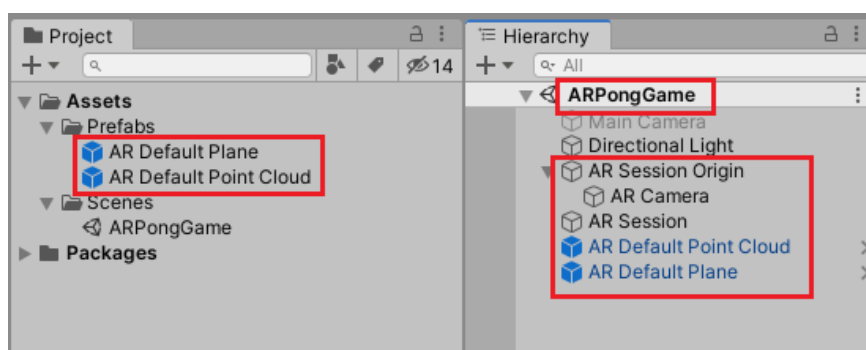 Project
14
Assets
Prefabs
AR Default Plane
AR Default Point Cloud
Scenes
ARPongGame
Packages
Hierarchy
All
ARPongGame
Main Camera
Directional Light
AR Session Origin
AR Camera
AR Session
AR Default Point Cloud
AR Default Plane